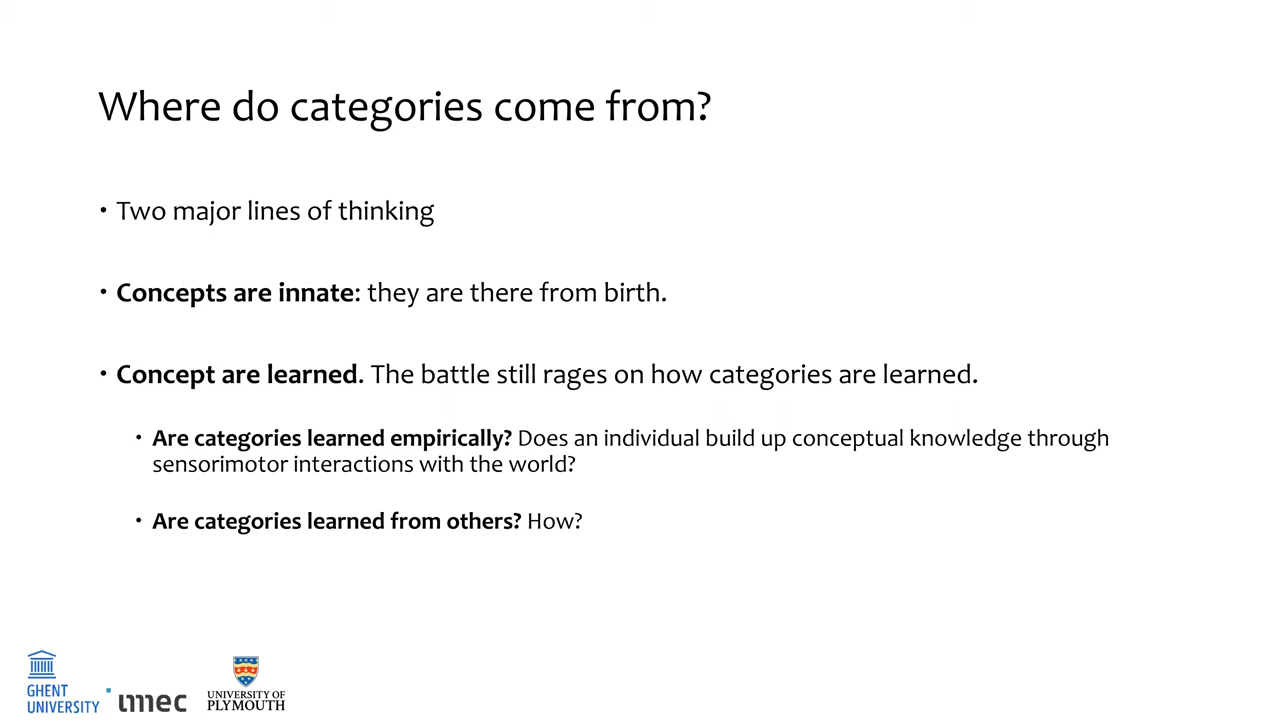 Where do categories come from?
• Two major lines of thinking
• Concepts are innate: they are there from birth.
• Concept are learned. The battle still rages on how categories are learned.
• Are categories learned empirically? Does an individual build up conceptual knowledge through
sensorimotor interactions with the world?
• Are categories learned from others? How?
GHENT
UNIVERSITY
imec
UNIVERSITY OF
PLYMOUTH